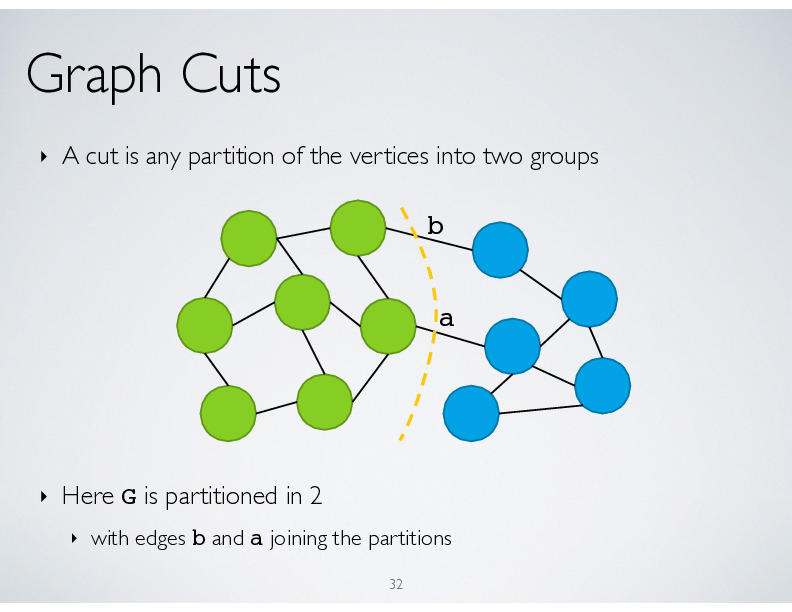 Graph Cuts
‣ A cut is any partition of the vertices into two groups
b
a
‣ Here G is partitioned in 2
‣ with edges b and a joining the partitions
32